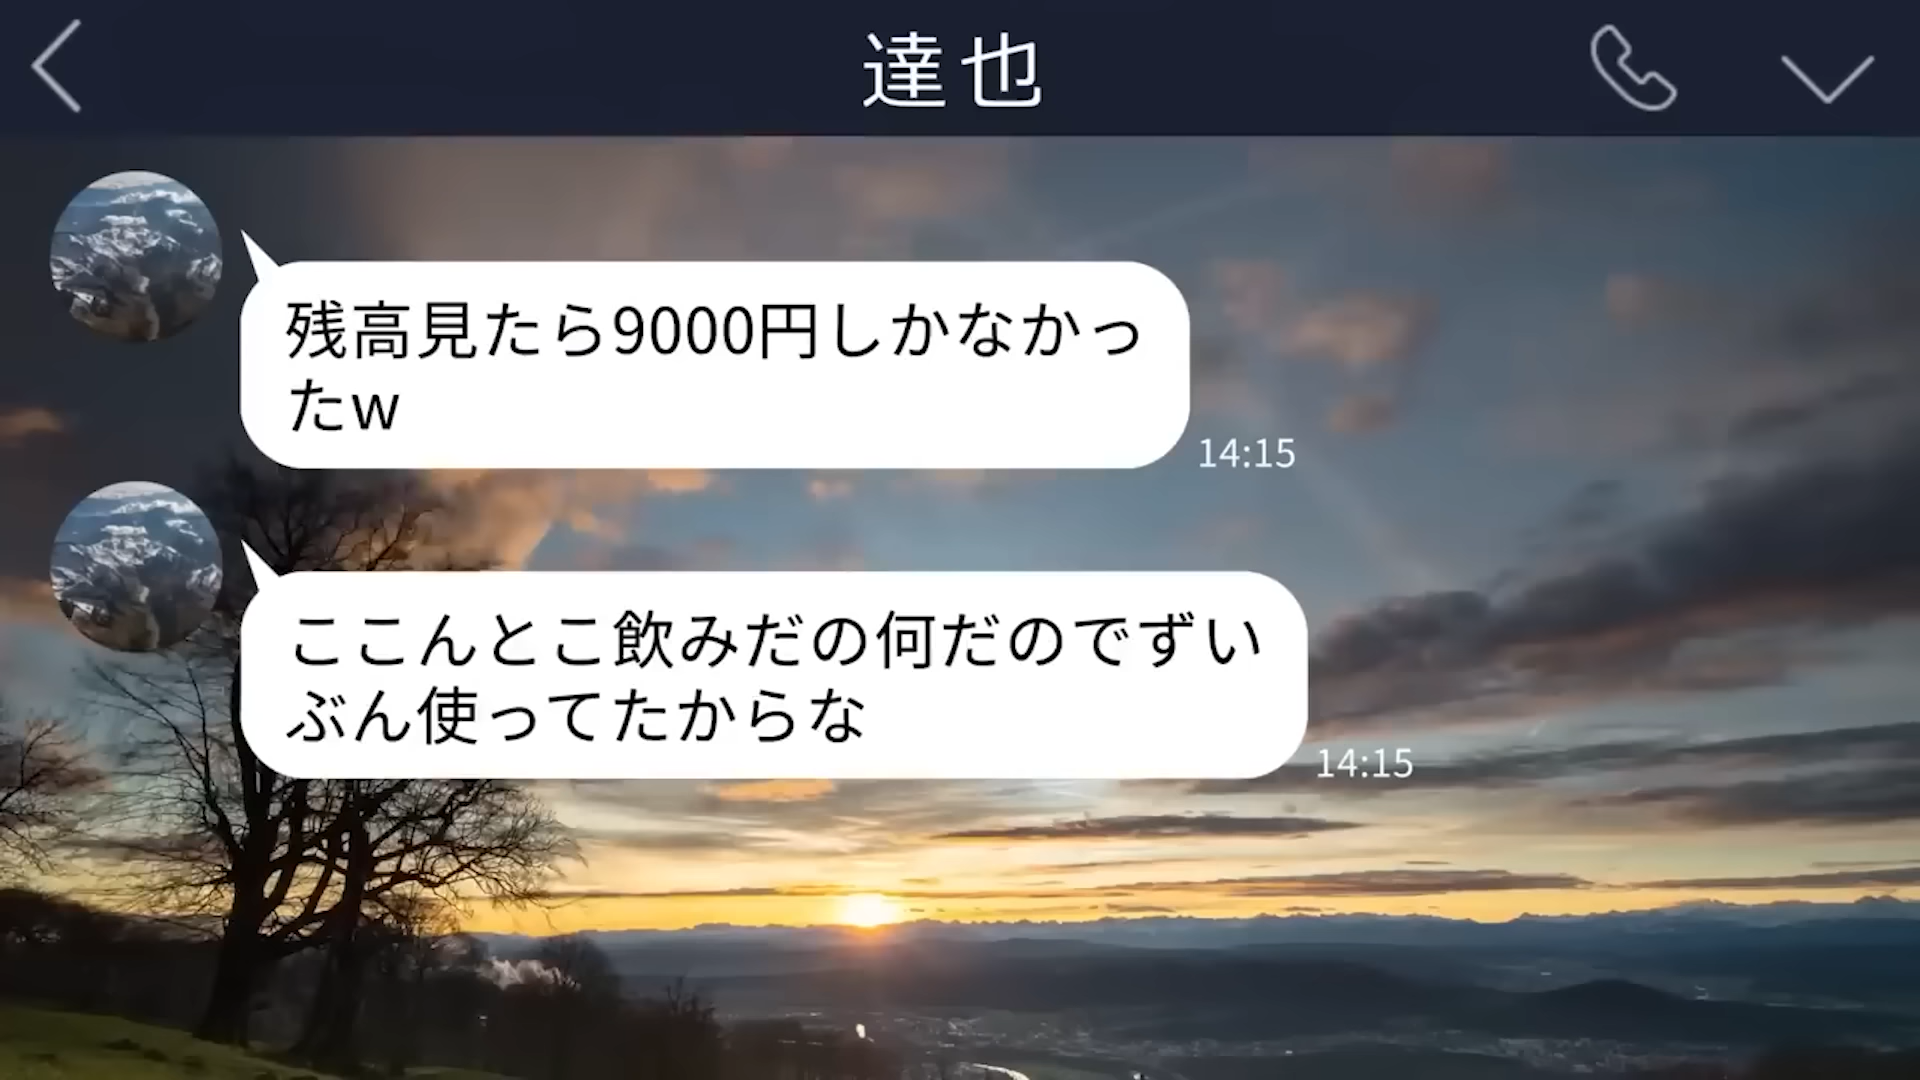 達也
残高見たら9000円しかなかっ
たw
14:15
ここんとこ飲みだの何だのでずい
ぶん使ってたからな
14:15